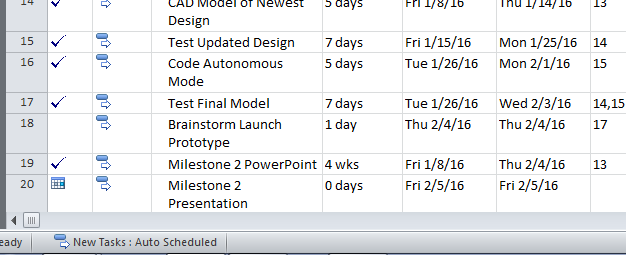 14 CAD Model of Newest 5 days Fri 1/8/16 Thu 1/14/16 13
Design
15 Test Updated Design 7 days Fri 1/15/16 Mon 1/25/16 14
16 Code Autonomous 5 days Tue 1/26/16 Mon 2/1/16 15
Mode
17 Test Final Model 7 days Tue 1/26/16 Wed 2/3/16 14,15
18 Brainstorm Launch 1 day Thu 2/4/16 Thu 2/4/16 17
Prototype
19 Milestone 2 PowerPoint 4 wks Fri 1/8/16 Thu 2/4/16 13
20 Milestone 2 0 days Fri 2/5/16 Fri 2/5/16
Presentation
eady New Tasks : Auto Scheduled